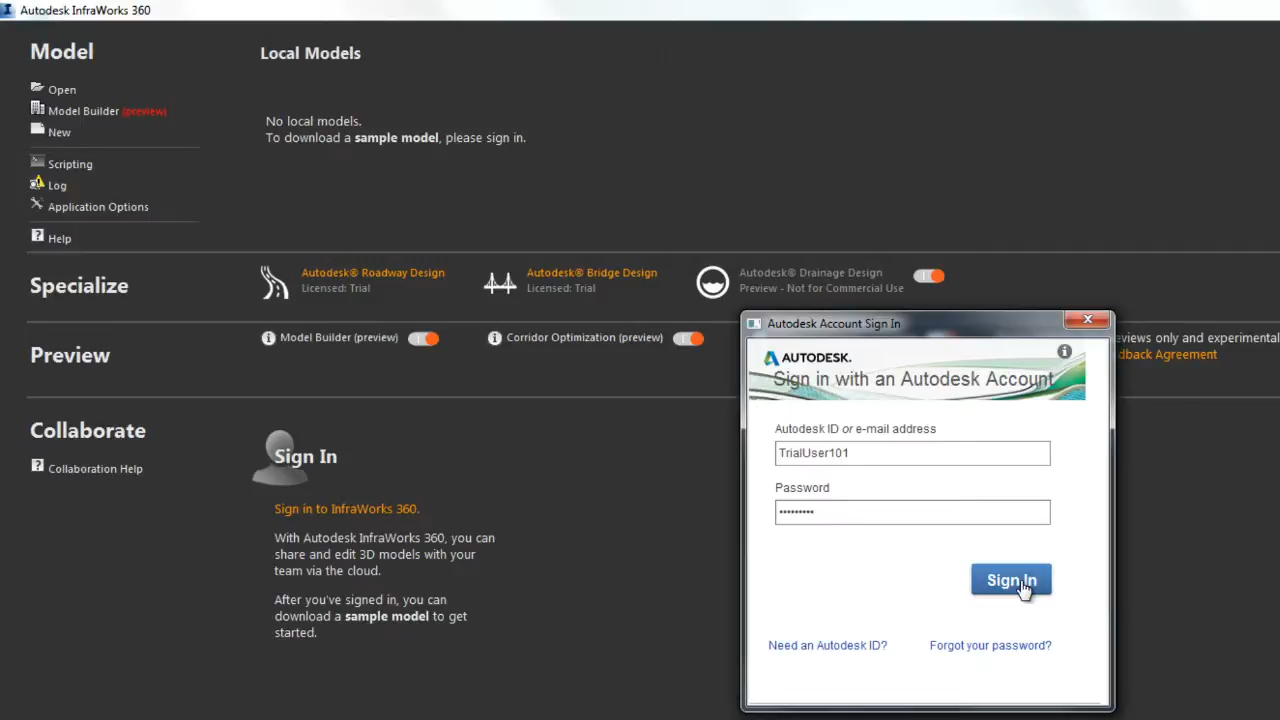 Autodesk InfraWorks 360
Model
Open
Model Builder (preview)
New
Scripting
Log
Application Options
Help
Local Models
No local models.
To download a sample model, please sign in.
Specialize
Autodesk® Roadway Design
Licensed: Trial
Autodesk® Bridge Design
Licensed: Trial
Autodesk® Drainage Design
Preview - Not for Commercial Use
Preview
Model Builder (preview)
Corridor Optimization (preview)
eviews only and experimental
dback Agreement
Collaborate
Collaboration Help
Sign In
Sign in to InfraWorks 360.
With Autodesk InfraWorks 360, you can
share and edit 3D models with your
team via the cloud.
After you've signed in, you can
download a sample model to get
started.
Autodesk Account Sign In
AUTODESK.
Sign in with an Autodesk Account
Autodesk ID or e-mail address
TrialUser101
Password
•••••••••
Sign In
Need an Autodesk ID?
Forgot your password?